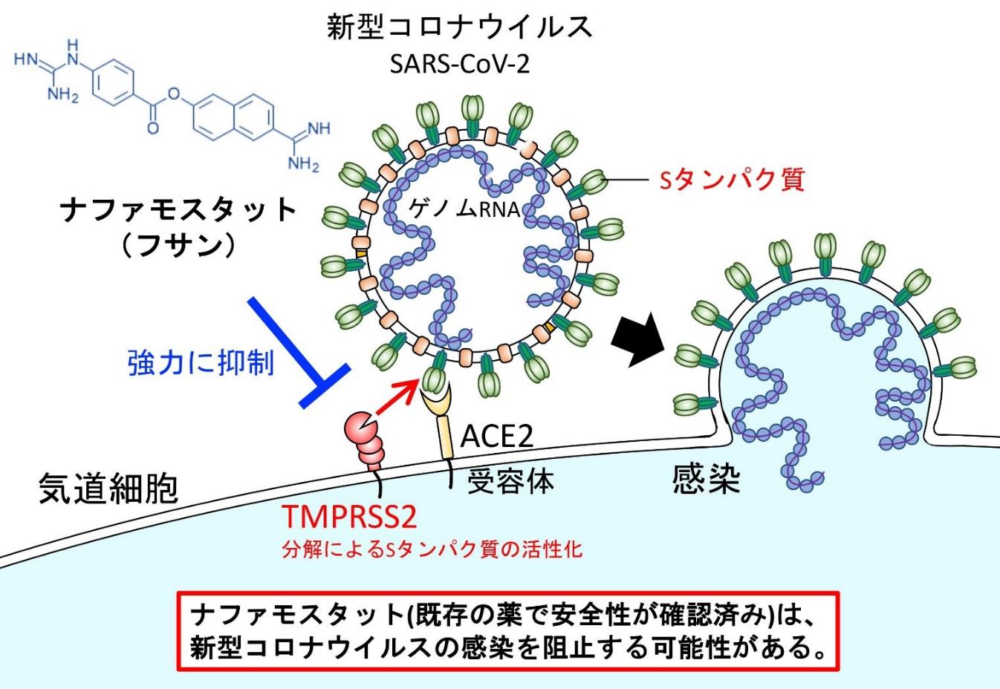 新型コロナウイルス
SARS-CoV-2
HN
H
N
NH2
O
O
NH
NH2
ナファモスタット
（フサン）
Sタンパク質
ゲノムRNA
強力に抑制
ACE2
受容体
気道細胞
感染
TMPRSS2
分解によるSタンパク質の活性化
ナファモスタット(既存の薬で安全性が確認済み)は、
新型コロナウイルスの感染を阻止する可能性がある。